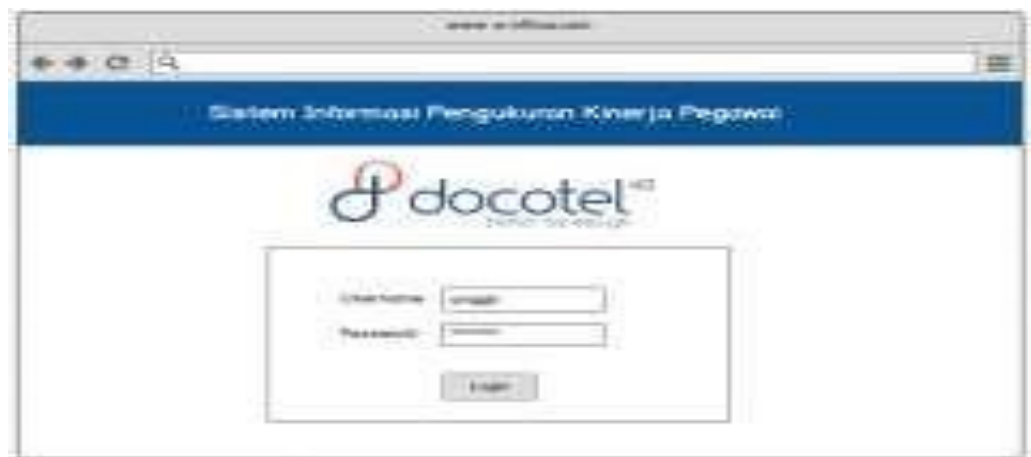 Sistem Informasi Pengukuran Kinerja Pegawai
docotel
Username
Password
Login